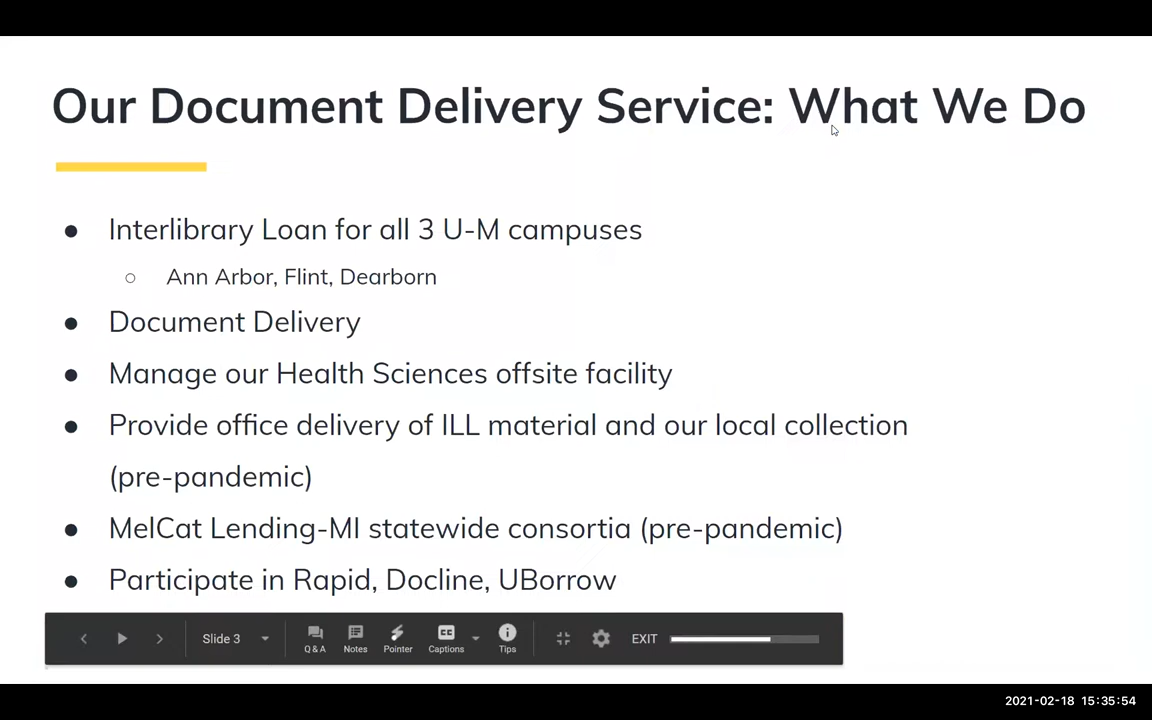 Our Document Delivery Service: What We Do
● Interlibrary Loan for all 3 U-M campuses
○ Ann Arbor, Flint, Dearborn
● Document Delivery
● Manage our Health Sciences offsite facility
● Provide office delivery of ILL material and our local collection
(pre-pandemic)
● MelCat Lending-MI statewide consortia (pre-pandemic)
● Participate in Rapid, Docline, UBorrow
Slide 3 Q & A Notes Pointer CC Captions Tips EXIT
2021-02-18 15:35:54